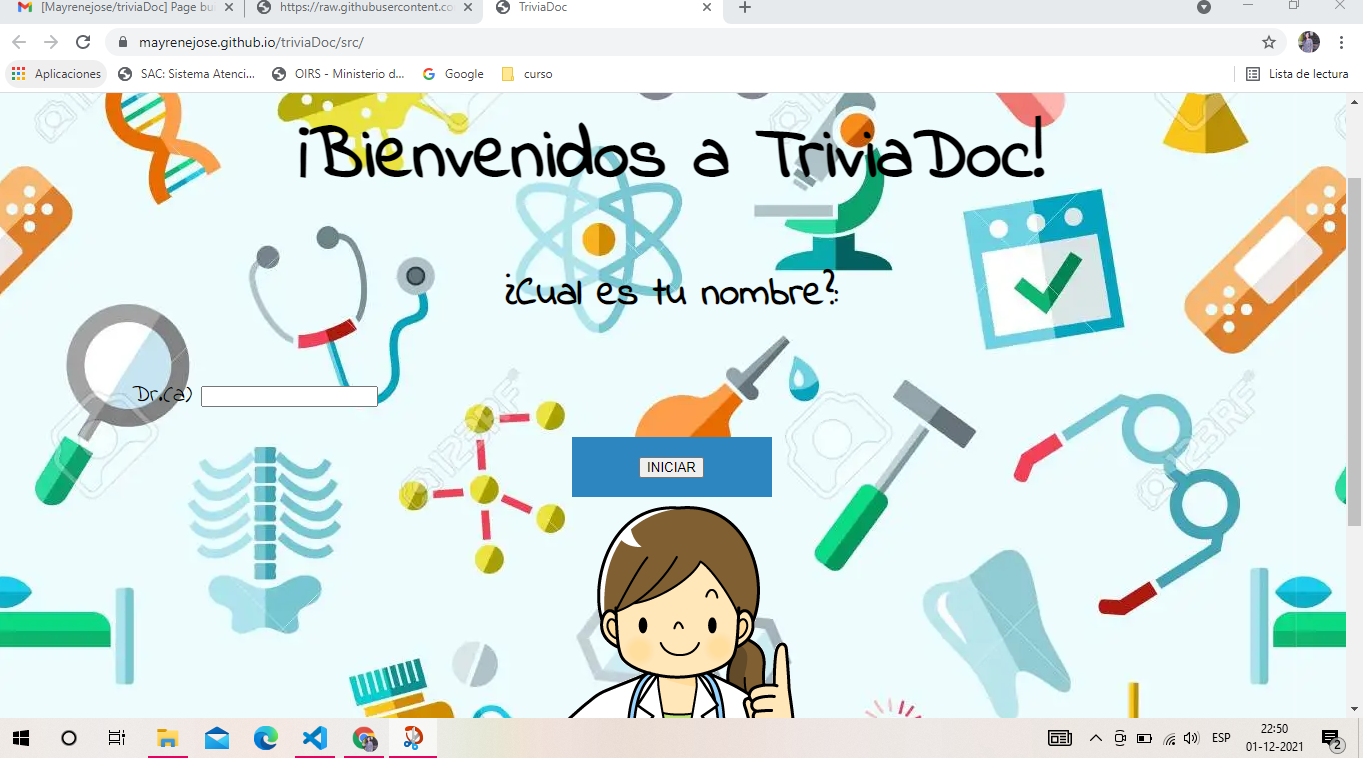 [Mayrenejose/triviaDoc] Page bu
https://raw.githubusercontent.co
TriviaDoc
mayrenejose.github.io/triviaDoc/src/
Aplicaciones
SAC: Sistema Atenci...
OIRS - Ministerio d...
Google
curso
Lista de lectura
¡Bienvenidos a TriviaDoc!
¿Cual es tu nombre?:
Dr.(a)
INICIAR
123RF
123RF
ESP
22:50
01-12-2021
2